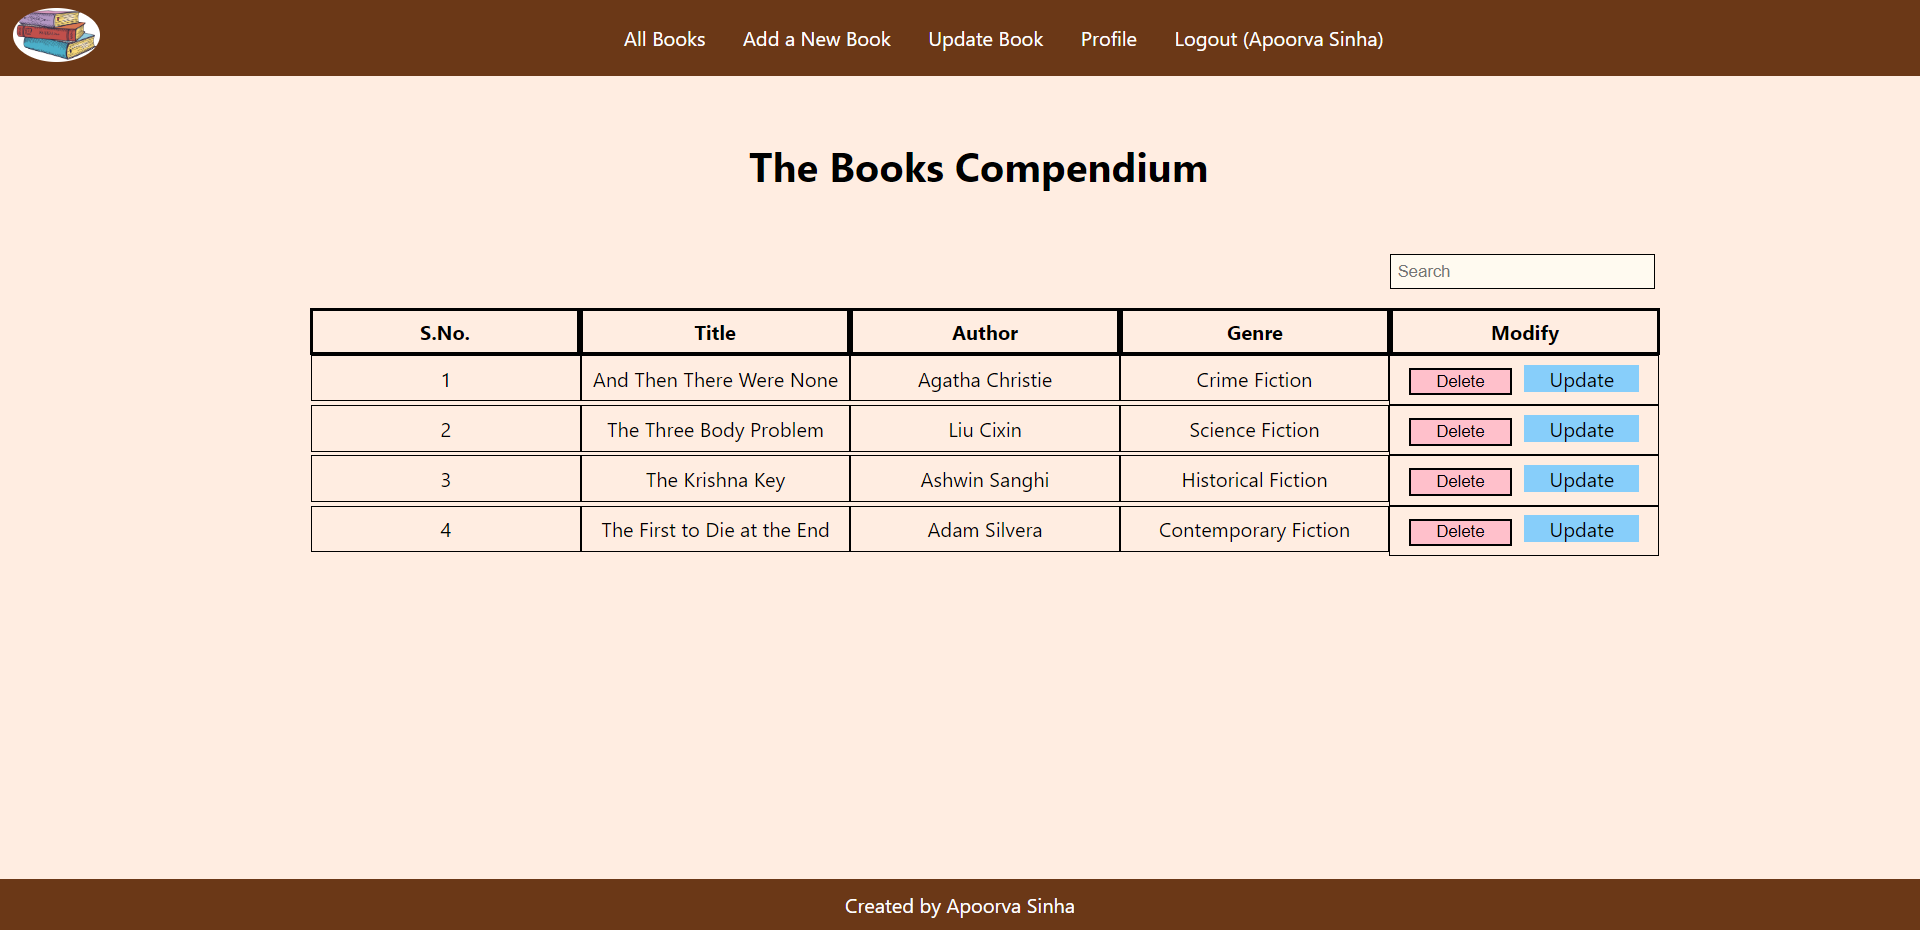 All Books Add a New Book Update Book Profile Logout (Apoorva Sinha)
The Books Compendium
Search
S.No. Title Author Genre Modify
1 And Then There Were None Agatha Christie Crime Fiction Delete Update
2 The Three Body Problem Liu Cixin Science Fiction Delete Update
3 The Krishna Key Ashwin Sanghi Historical Fiction Delete Update
4 The First to Die at the End Adam Silvera Contemporary Fiction Delete Update
Created by Apoorva Sinha